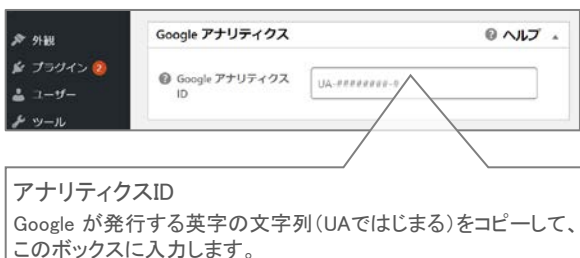 外観
プラグイン 2
ユーザー
ツール
Google アナリティクス
ヘルプ
Google アナリティクス
ID
UA-########-#
アナリティクスID
Google が発行する英字の文字列（UAではじまる）をコピーして、
このボックスに入力します。